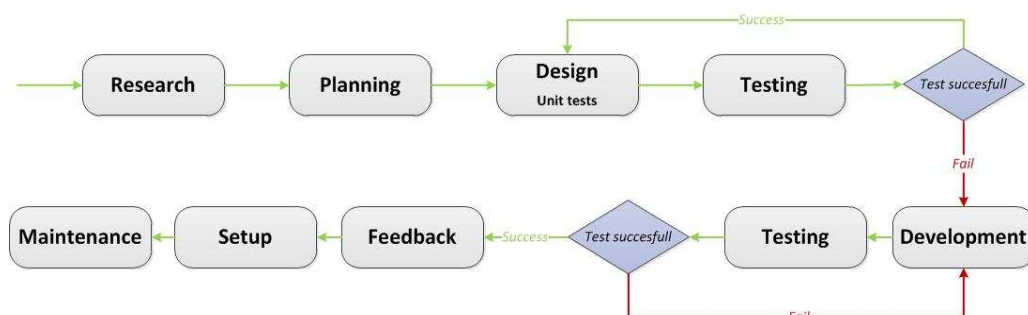 Success
Research
Planning
Design
Unit tests
Testing
Test succesfull
Fail
Maintenance
Setup
Feedback
Success
Test succesfull
Testing
Development
Fail